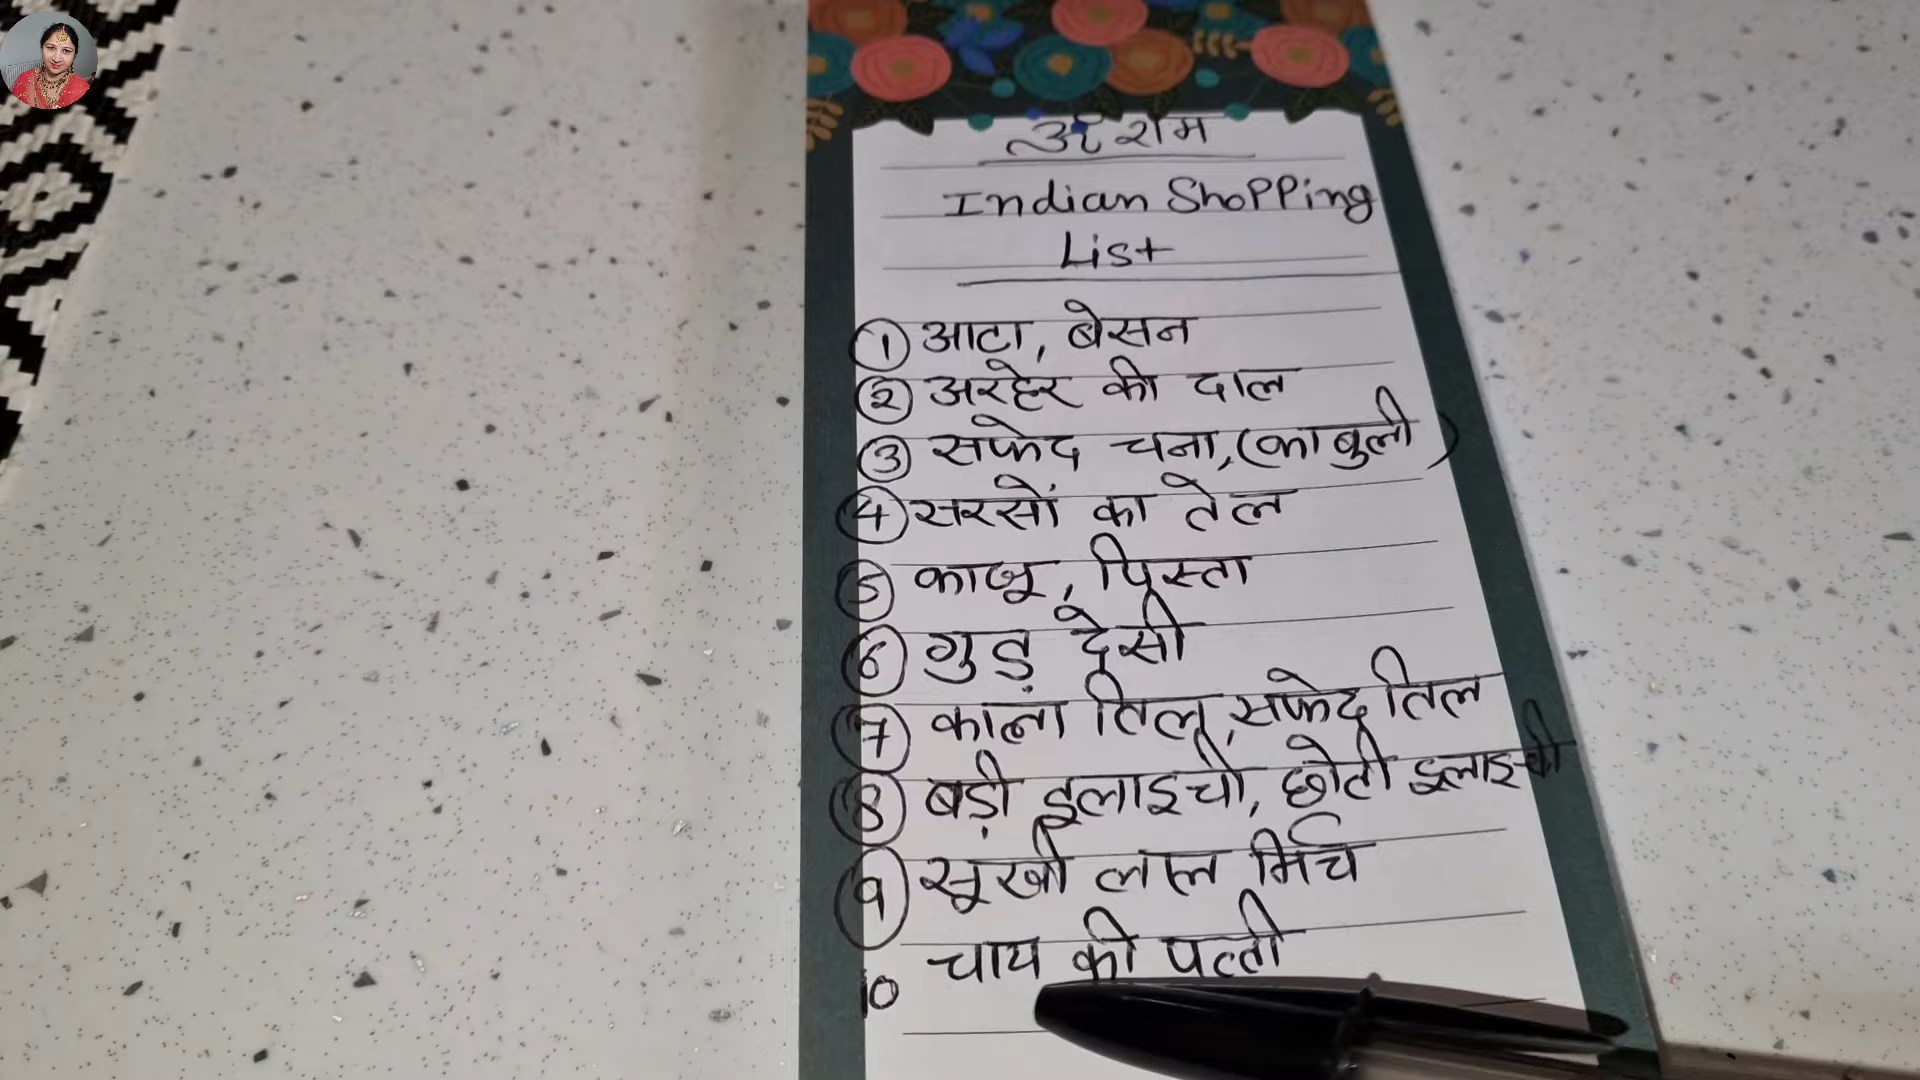 ॐ राम
Indian Shopping
List
① आटा, बेसन
② अरहेर की दाल
③ सफेद चना, (काबुली)
④ सरसों का तेल
⑤ काजू, पिस्ता
⑥ गुड़ देसी
⑦ काला तिल, सफेद तिल
⑧ बड़ी इलाइची, छोटी इलाइची
⑨ सूखी लाल मिर्च
10 चाय की पत्ती